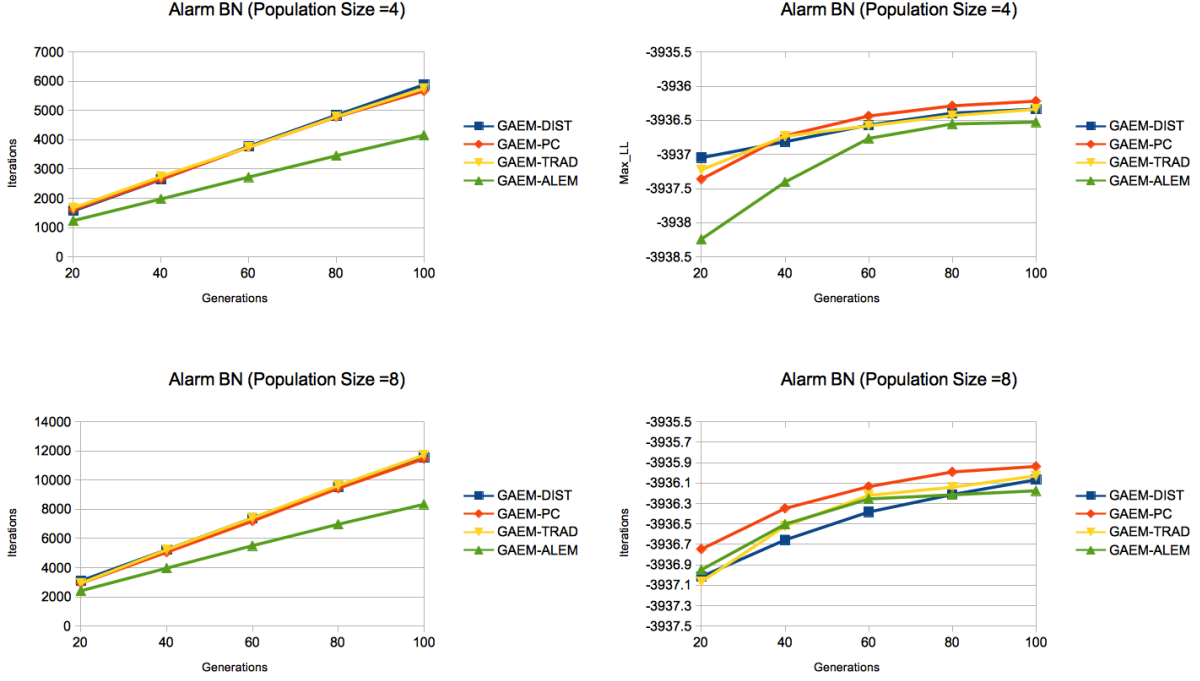 Alarm BN (Population Size =4)
7000
6000
5000
4000
3000
2000
1000
0
Iterations
20 40 60 80 100
Generations
GAEM-DIST
GAEM-PC
GAEM-TRAD
GAEM-ALEM
Alarm BN (Population Size =4)
-3935.5
-3936
-3936.5
-3937
-3937.5
-3938
-3938.5
Max_LL
20 40 60 80 100
Generations
GAEM-DIST
GAEM-PC
GAEM-TRAD
GAEM-ALEM
Alarm BN (Population Size =8)
14000
12000
10000
8000
6000
4000
2000
0
Iterations
20 40 60 80 100
Generations
GAEM-DIST
GAEM-PC
GAEM-TRAD
GAEM-ALEM
Alarm BN (Population Size =8)
-3935.5
-3935.7
-3935.9
-3936.1
-3936.3
-3936.5
-3936.7
-3936.9
-3937.1
-3937.3
-3937.5
Iterations
20 40 60 80 100
Generations
GAEM-DIST
GAEM-PC
GAEM-TRAD
GAEM-ALEM